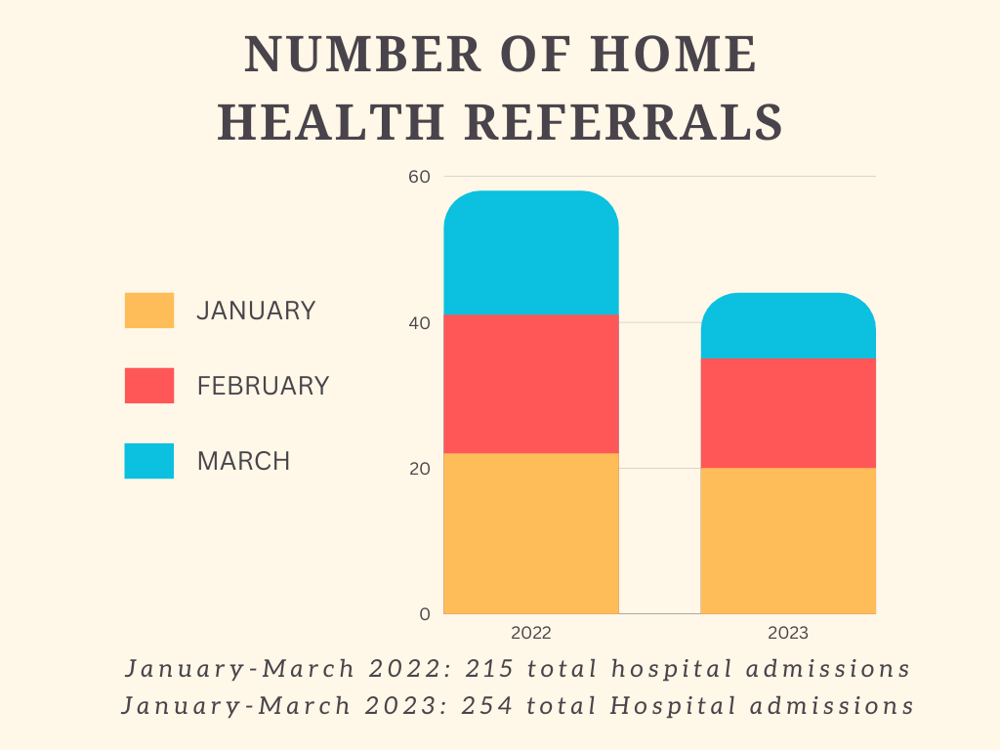 NUMBER OF HOME
HEALTH REFERRALS
60
40
20
0
JANUARY
FEBRUARY
MARCH
2022
2023
January-March 2022: 215 total hospital admissions
January-March 2023: 254 total Hospital admissions